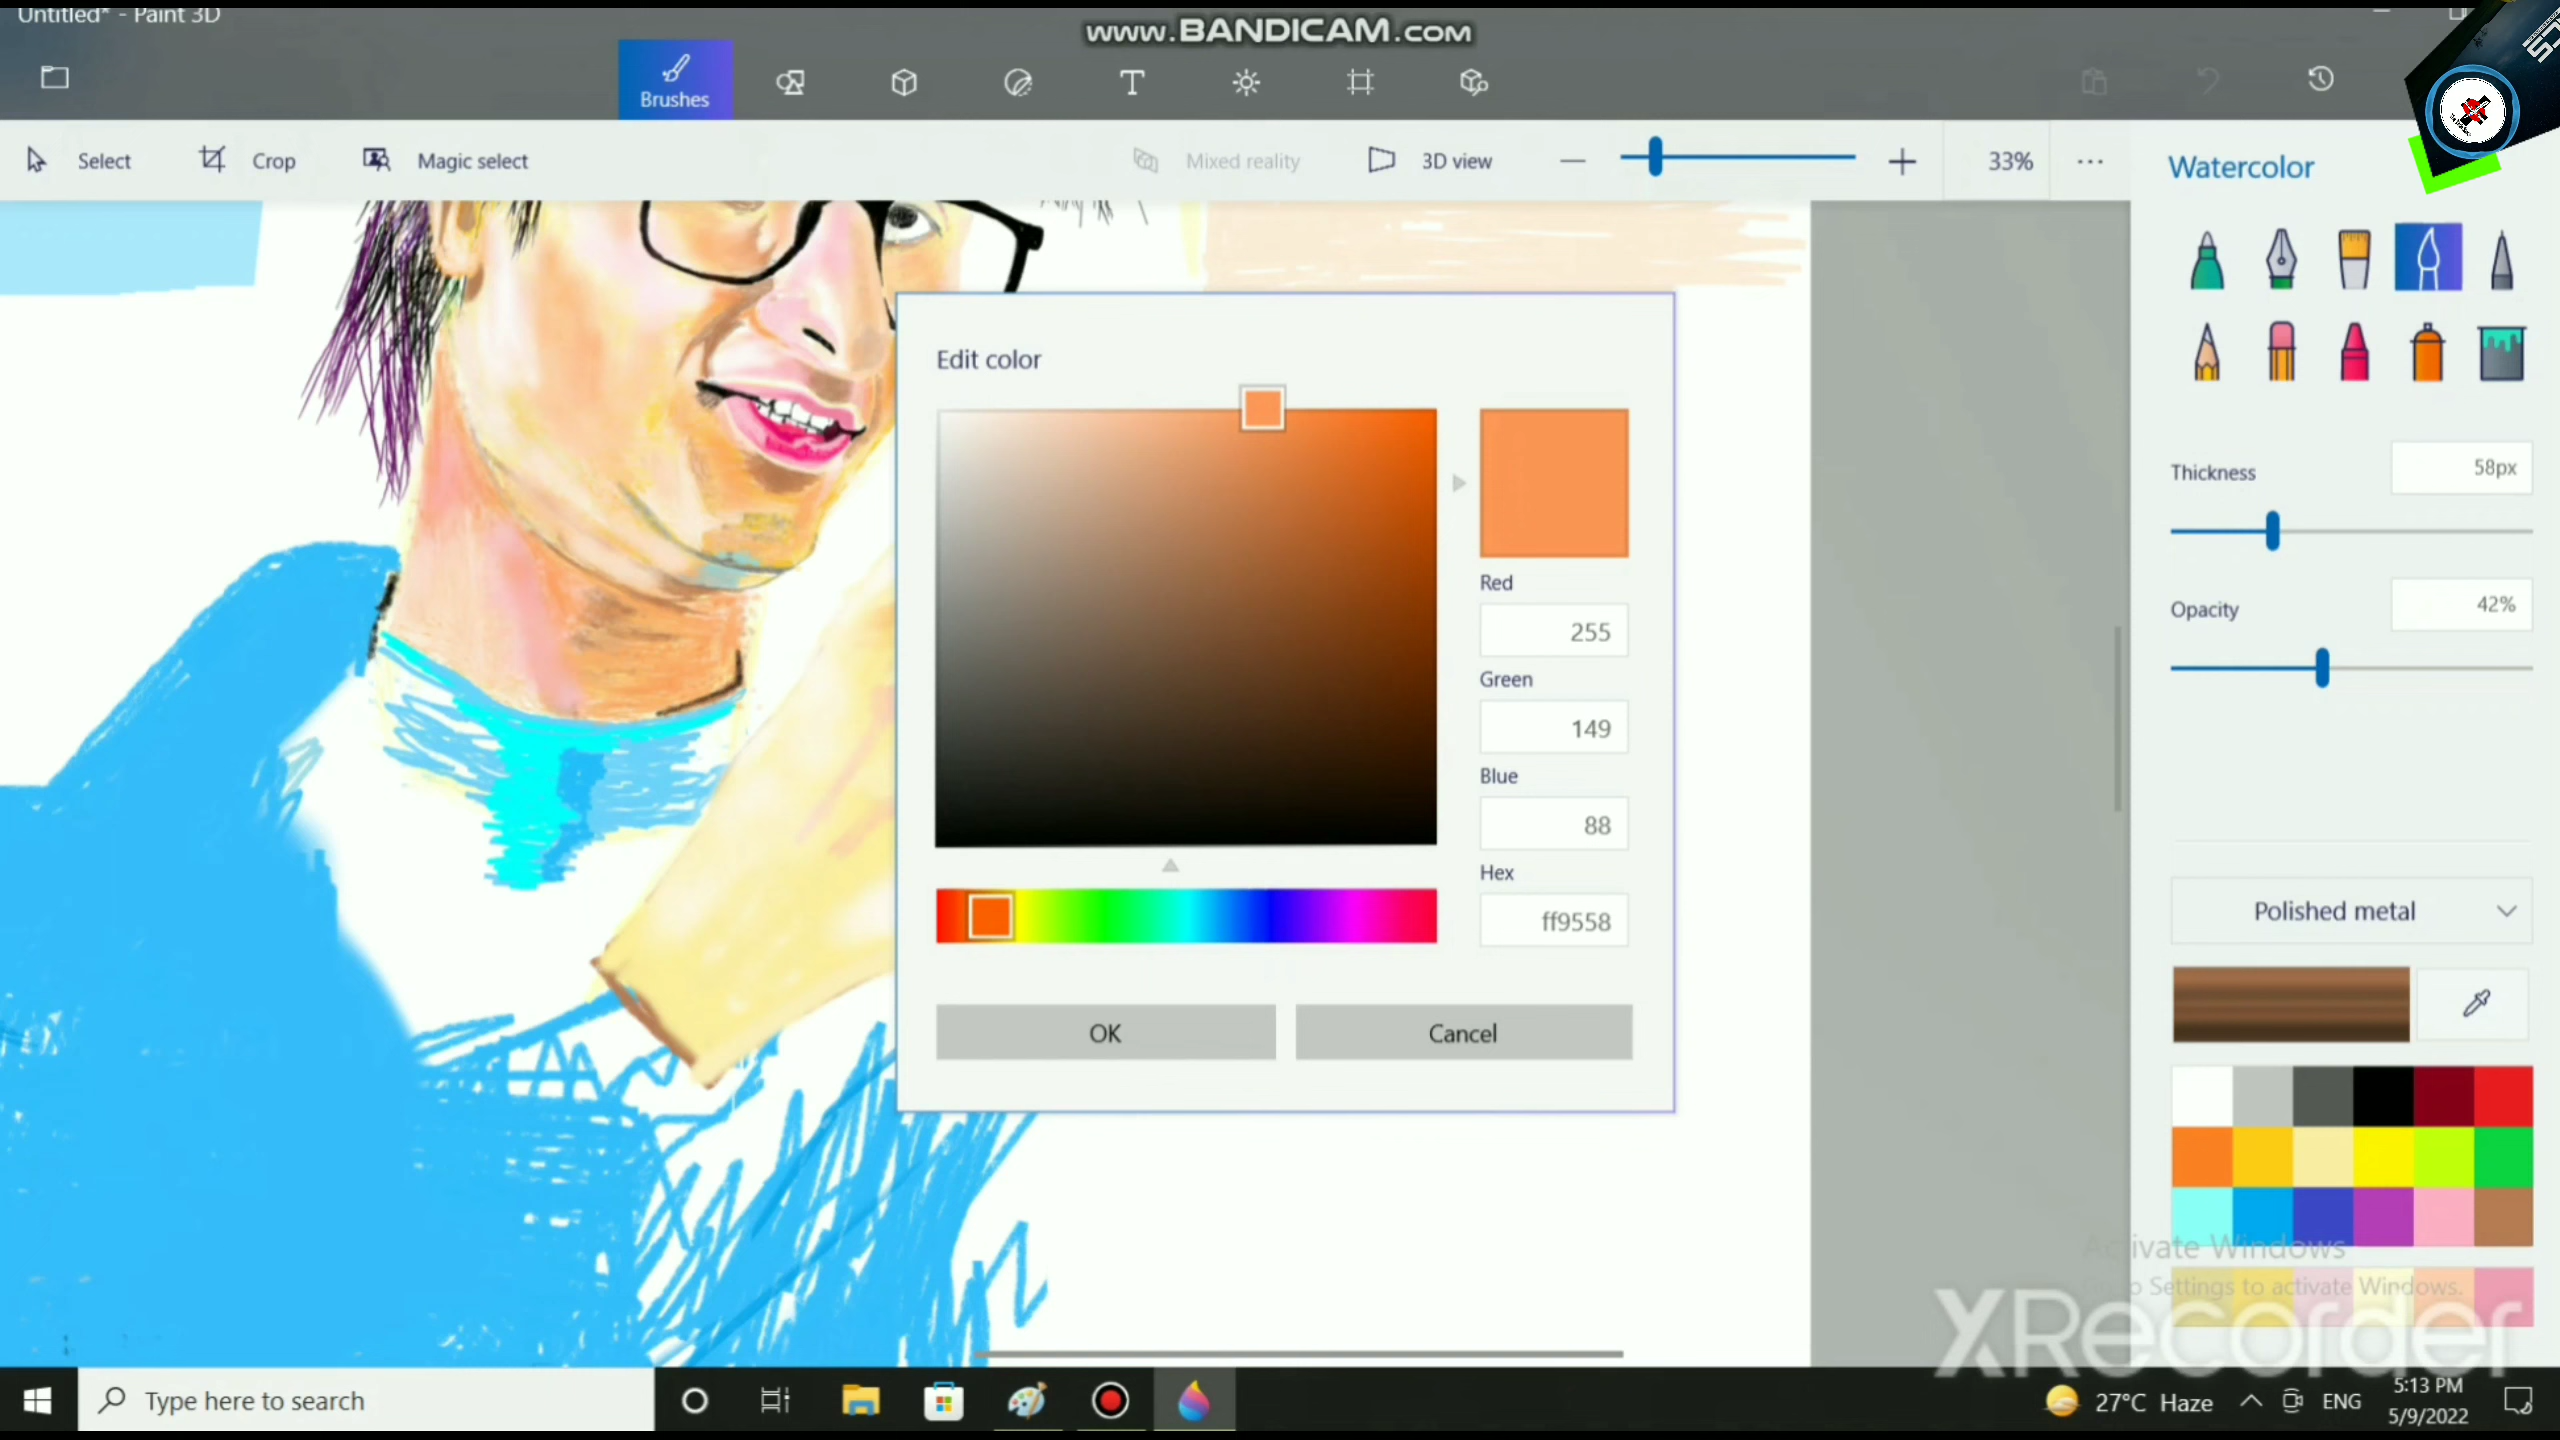 Untitled* - Paint 3D
www.BANDICAM.com
Brushes
Select
Crop
Magic select
Mixed reality
3D view
33%
Watercolor
Thickness
58px
Opacity
42%
Edit color
Red
255
Green
149
Blue
88
Hex
ff9558
OK
Cancel
Polished metal
Activate Windows
Settings to activate Windows.
XRecorder
Type here to search
27°C Haze
ENG
5:13 PM
5/9/2022